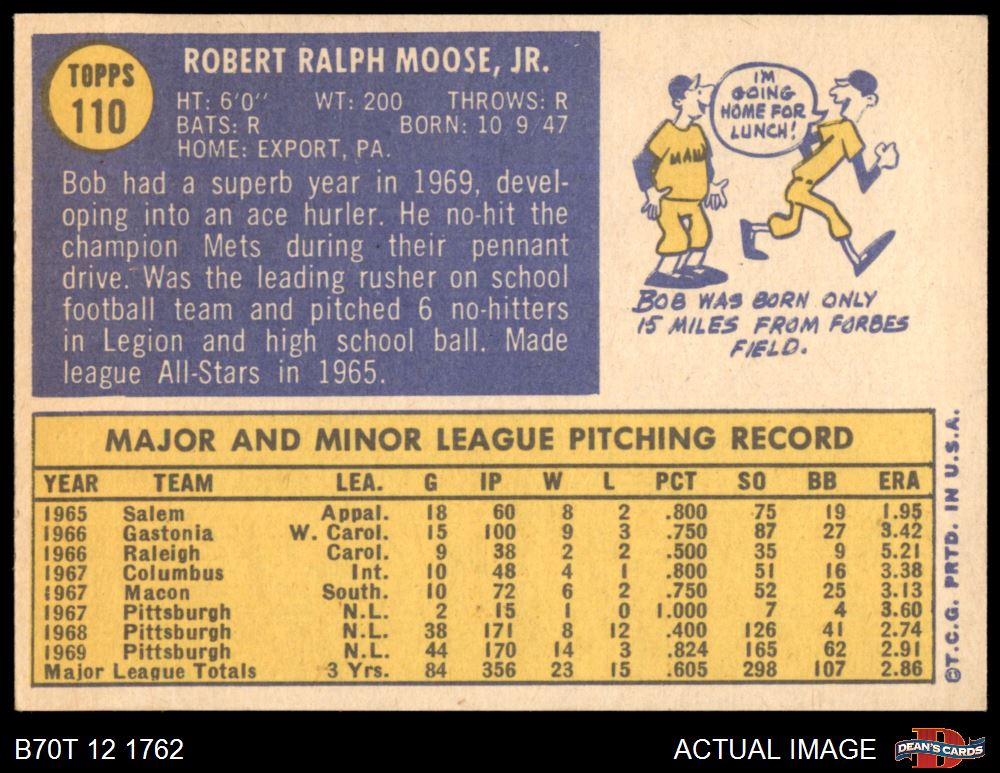 TOPPS
110
ROBERT RALPH MOOSE, JR.
HT: 6'0" WT: 200 THROWS: R
BATS: R BORN: 10 9 47
HOME: EXPORT, PA.
Bob had a superb year in 1969, devel-
oping into an ace hurler. He no-hit the
champion Mets during their pennant
drive. Was the leading rusher on school
football team and pitched 6 no-hitters
in Legion and high school ball. Made
league All-Stars in 1965.
I'M
GOING
HOME FOR
LUNCH!
MAN
BOB WAS BORN ONLY
15 MILES FROM FORBES
FIELD.
MAJOR AND MINOR LEAGUE PITCHING RECORD
YEAR TEAM LEA. G IP W L PCT SO BB ERA
1965 Salem Appal. 18 60 8 2 .800 75 19 1.95
1966 Gastonia W. Carol. 15 100 9 3 .750 87 27 3.42
1966 Raleigh Carol. 9 38 2 2 .500 35 9 5.21
1967 Columbus Int. 10 48 4 1 .800 51 16 3.38
1967 Macon South. 10 72 6 2 .750 52 25 3.13
1967 Pittsburgh N.L. 2 15 1 0 1.000 7 4 3.60
1968 Pittsburgh N.L. 38 171 8 12 .400 126 41 2.74
1969 Pittsburgh N.L. 44 170 14 3 .824 165 62 2.91
Major League Totals 3 Yrs. 84 356 23 15 .605 298 107 2.86
©T.C.G. PRTD. IN U.S.A.
B70T 12 1762
ACTUAL IMAGE
D
DEAN'S CARDS